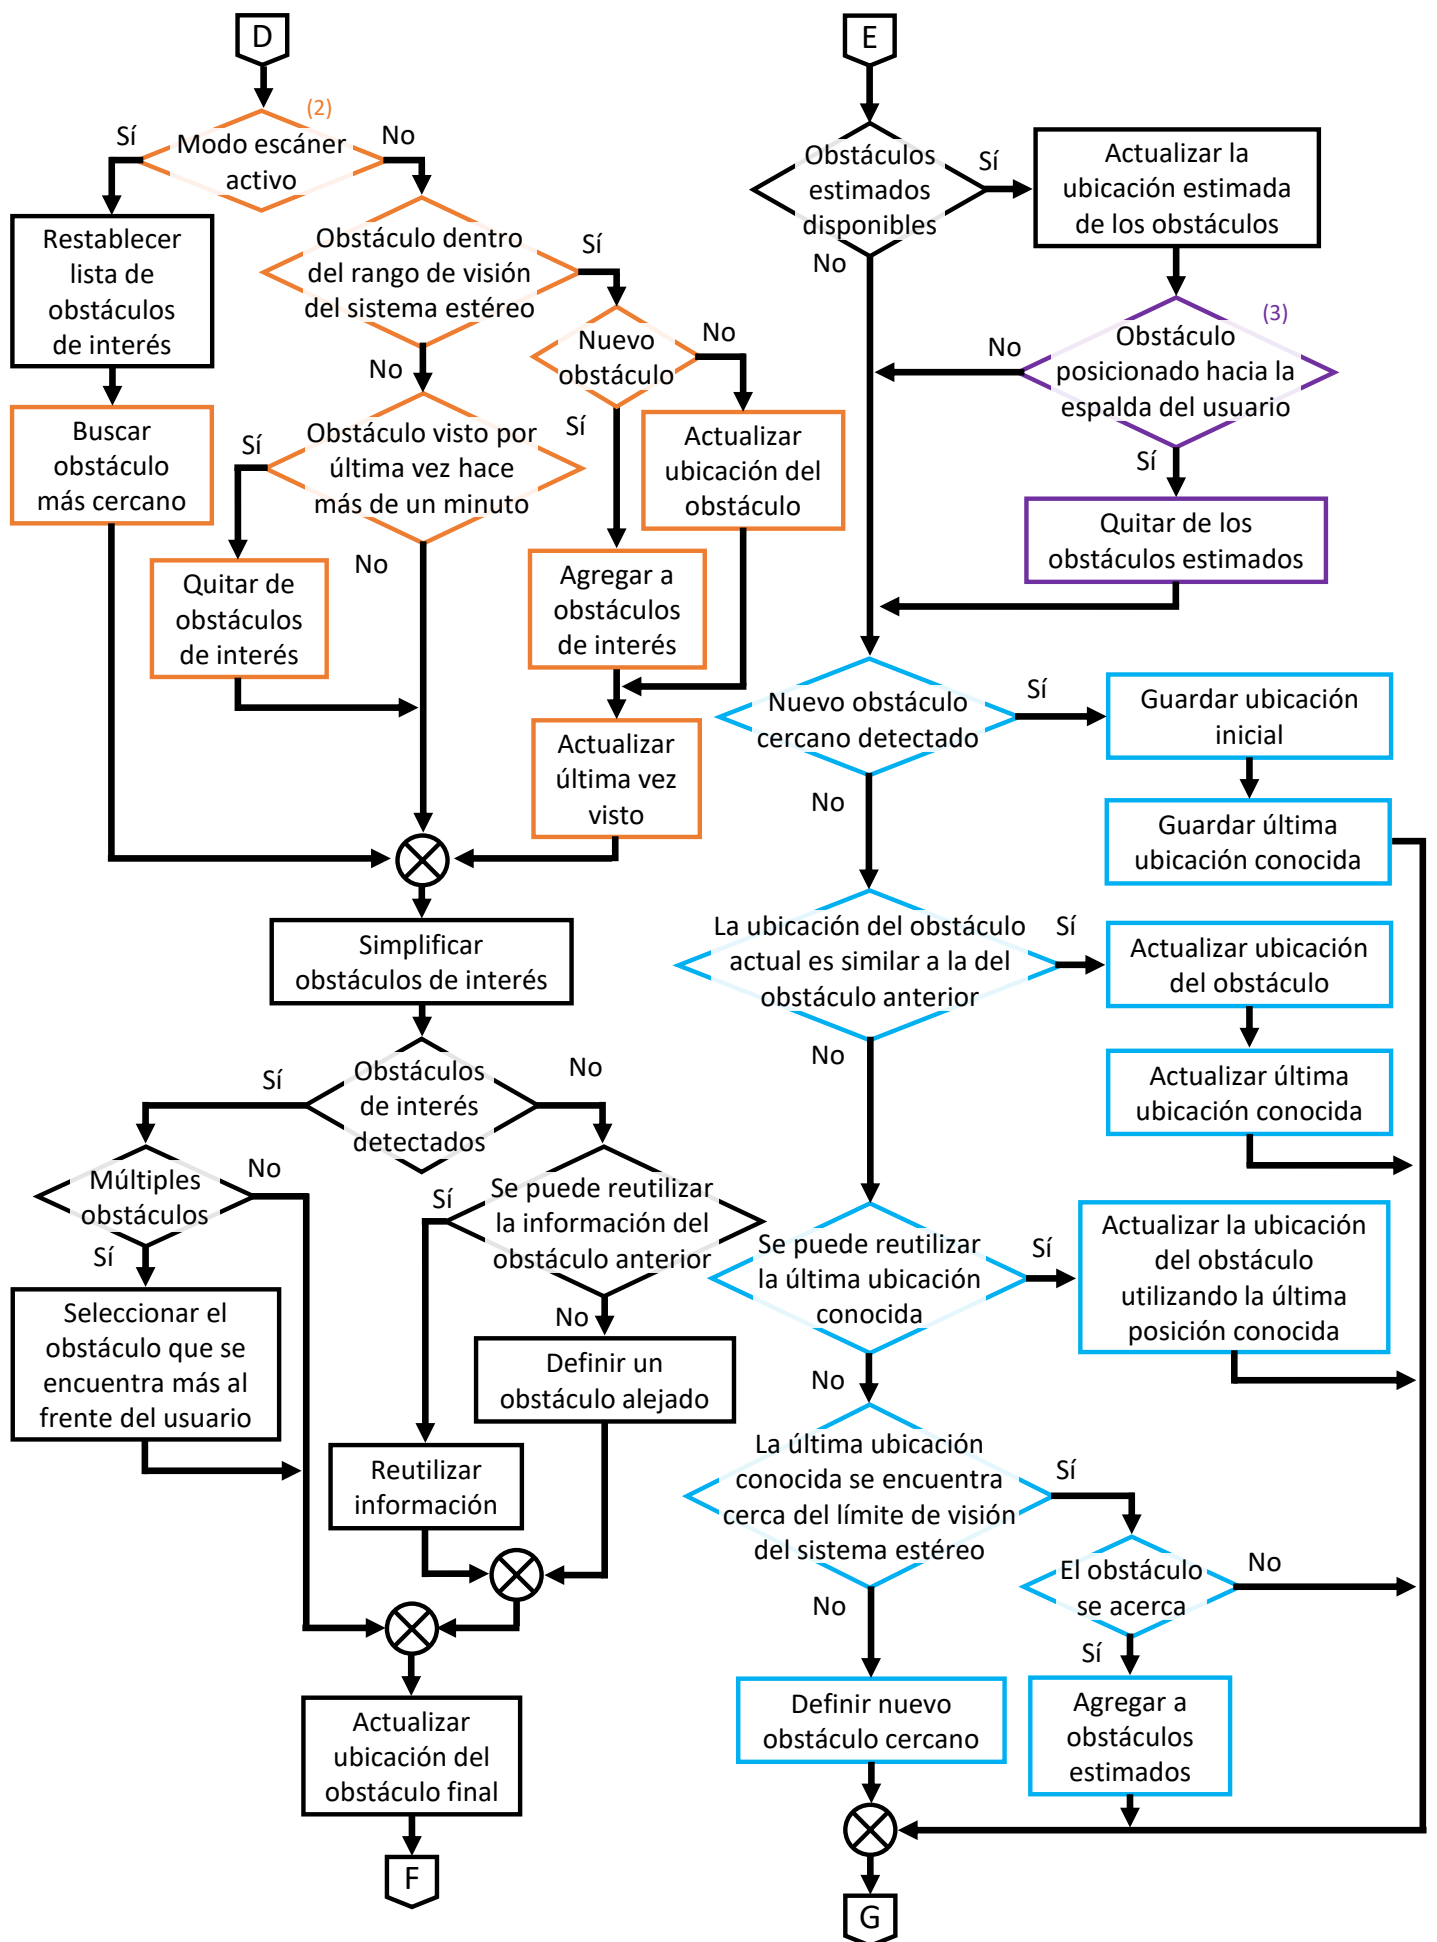 D
(2)
Sí
No
Modo escáner
activo
Restablecer
lista de
obstáculos
de interés
Obstáculo dentro
del rango de visión
del sistema estéreo
Sí
No
Nuevo
obstáculo
No
Sí
Buscar
obstáculo
más cercano
Sí
Obstáculo visto por
última vez hace
más de un minuto
No
Actualizar
ubicación del
obstáculo
Quitar de
obstáculos
de interés
Agregar a
obstáculos
de interés
Actualizar
última vez
visto
Simplificar
obstáculos de interés
Sí
Obstáculos
de interés
detectados
No
Múltiples
obstáculos
No
Sí
Sí
Se puede reutilizar
la información del
obstáculo anterior
No
Seleccionar el
obstáculo que se
encuentra más al
frente del usuario
Definir un
obstáculo alejado
Reutilizar
información
Actualizar
ubicación del
obstáculo final
F
E
Obstáculos
estimados
disponibles
Sí
No
Actualizar la
ubicación estimada
de los obstáculos
(3)
No
Obstáculo
posicionado hacia la
espalda del usuario
Sí
Quitar de los
obstáculos estimados
Nuevo obstáculo
cercano detectado
Sí
No
Guardar ubicación
inicial
Guardar última
ubicación conocida
La ubicación del obstáculo
actual es similar a la del
obstáculo anterior
Sí
No
Actualizar ubicación
del obstáculo
Actualizar última
ubicación conocida
Se puede reutilizar
la última ubicación
conocida
Sí
No
Actualizar la ubicación
del obstáculo
utilizando la última
posición conocida
La última ubicación
conocida se encuentra
cerca del límite de visión
del sistema estéreo
Sí
No
El obstáculo
se acerca
No
Sí
Definir nuevo
obstáculo cercano
Agregar a
obstáculos
estimados
G